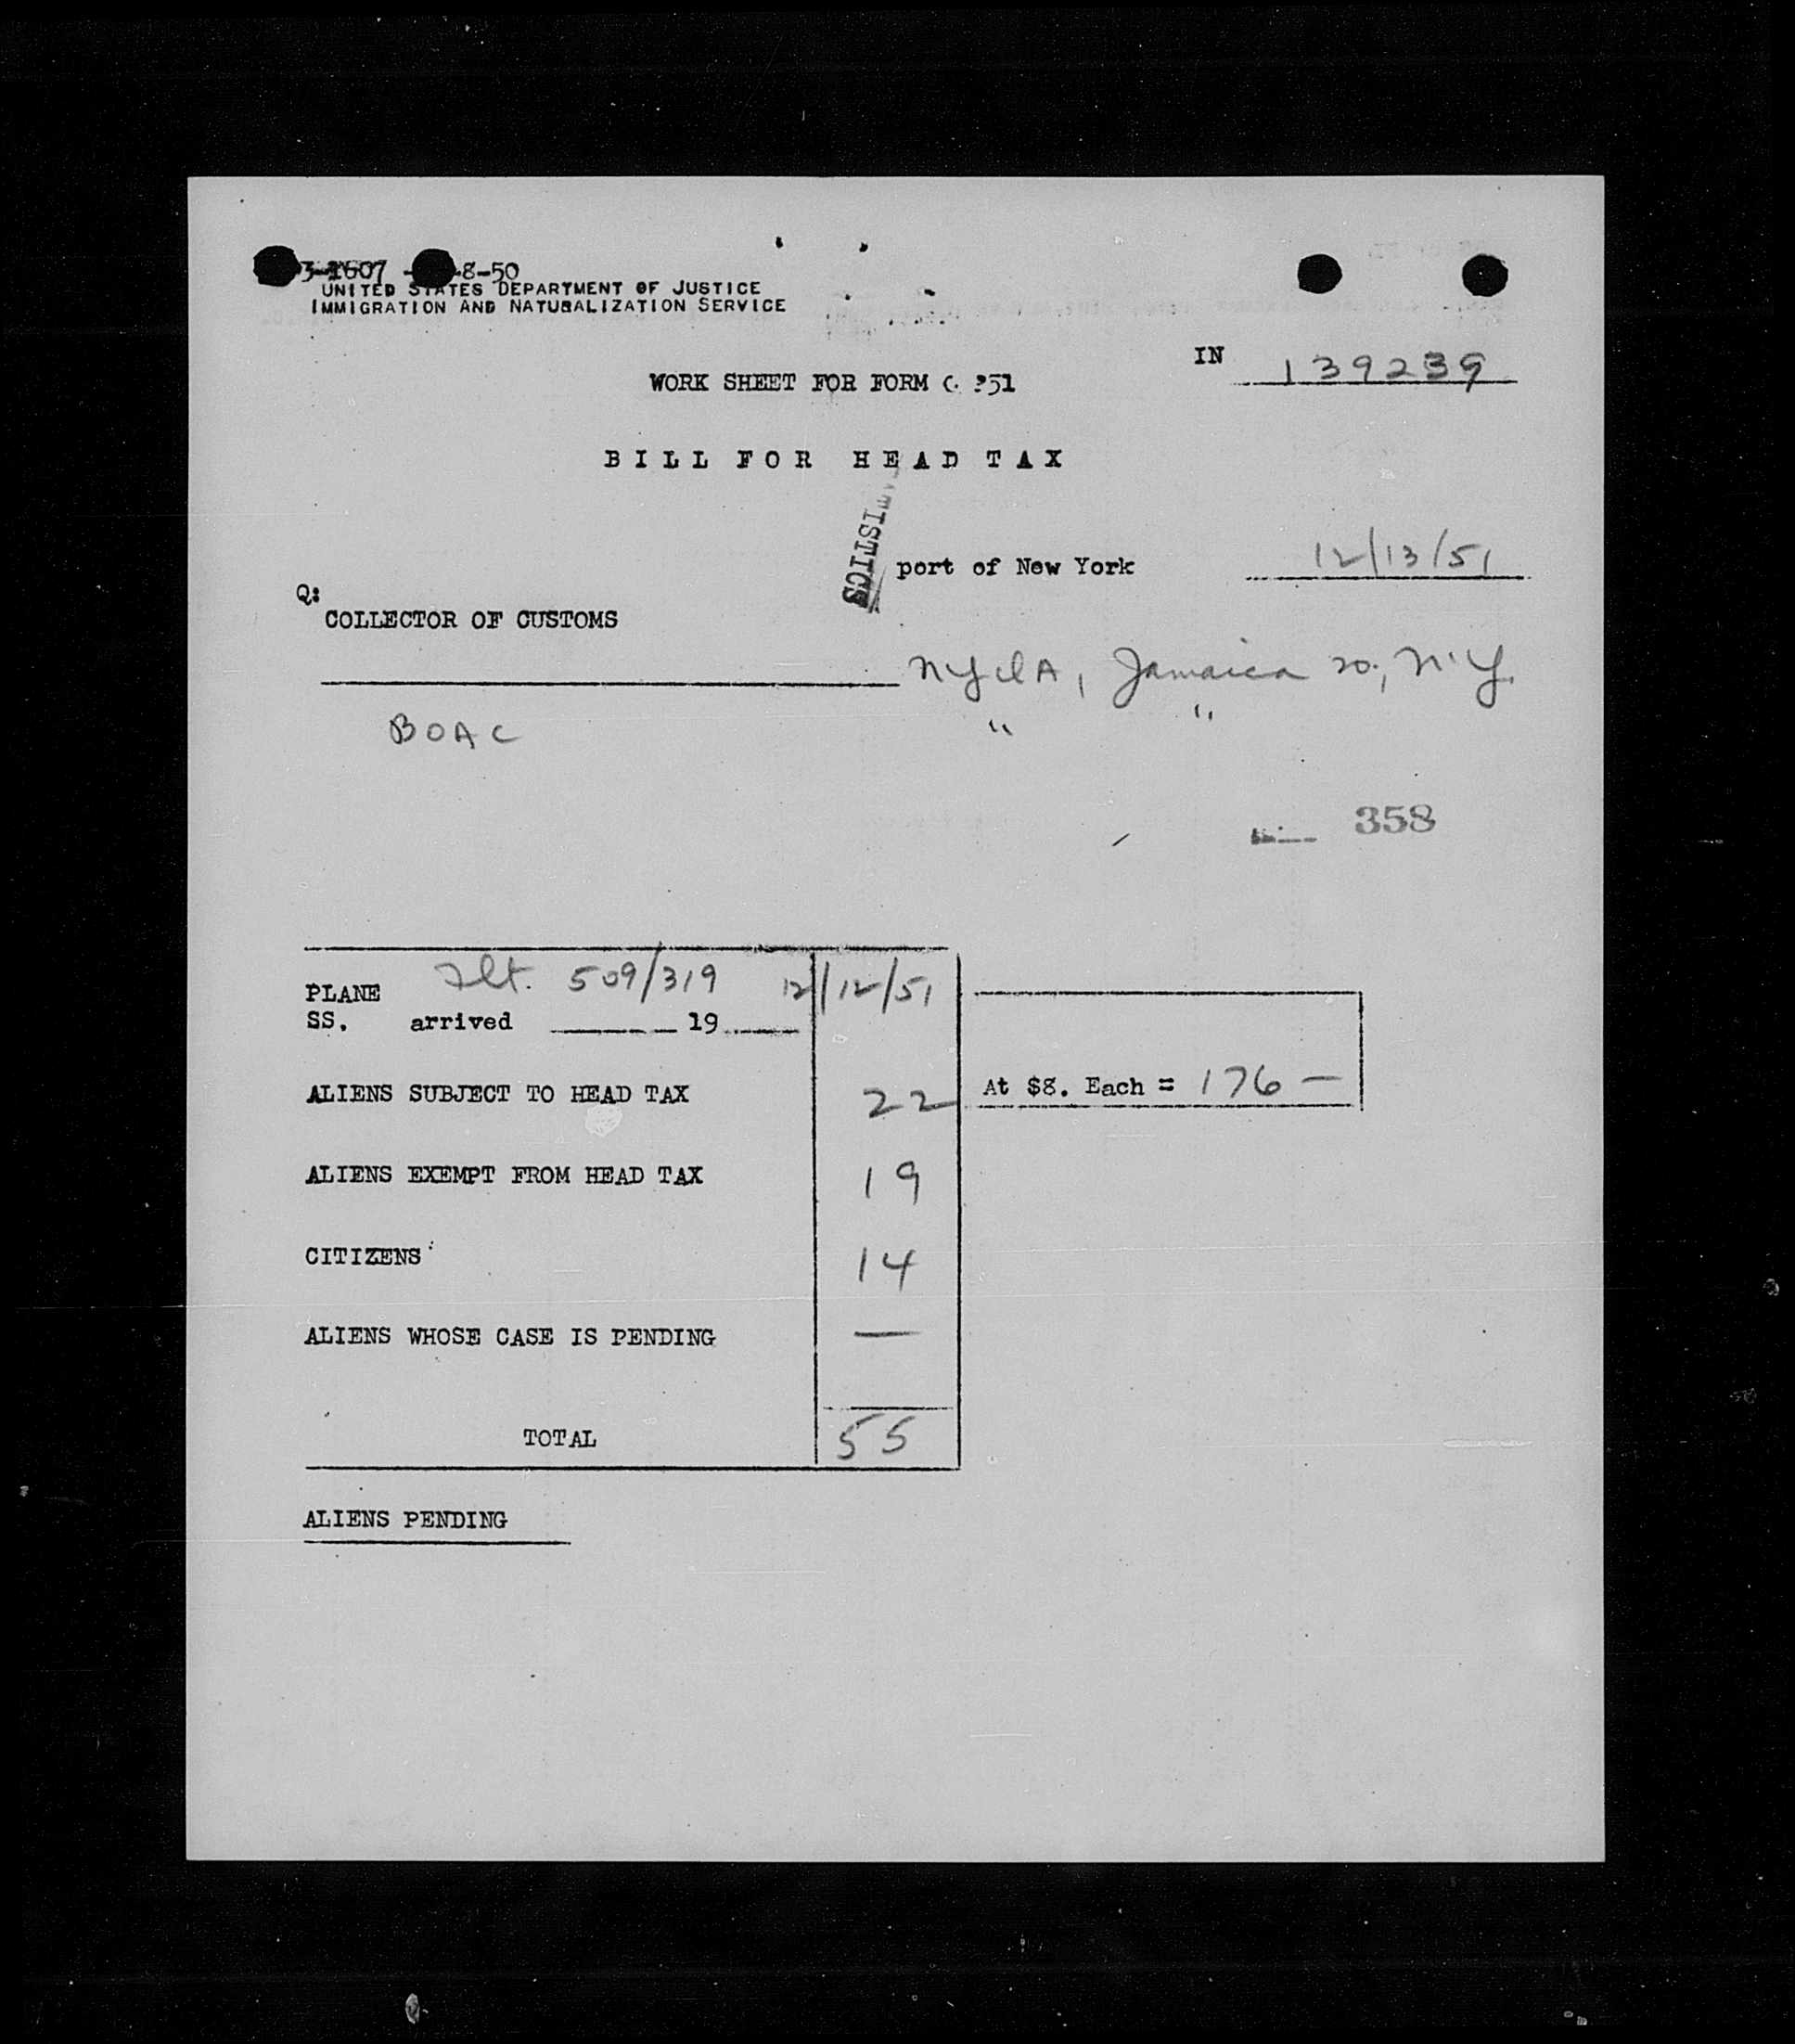 3-1607 - 8-50
UNITED STATES DEPARTMENT OF JUSTICE
IMMIGRATION AND NATURALIZATION SERVICE
IN 139239
WORK SHEET FOR FORM 51
BILL FOR HEAD TAX
port of New York 12/13/51
Q:
COLLECTOR OF CUSTOMS
Jamaica 20, N.Y.
BOAC " "
358
PLANE Flt. 509/319 12/12/51
SS. arrived 19
ALIENS SUBJECT TO HEAD TAX 22 At $8. Each = 176 —
ALIENS EXEMPT FROM HEAD TAX 19
CITIZENS 14
ALIENS WHOSE CASE IS PENDING —
TOTAL 55
ALIENS PENDING